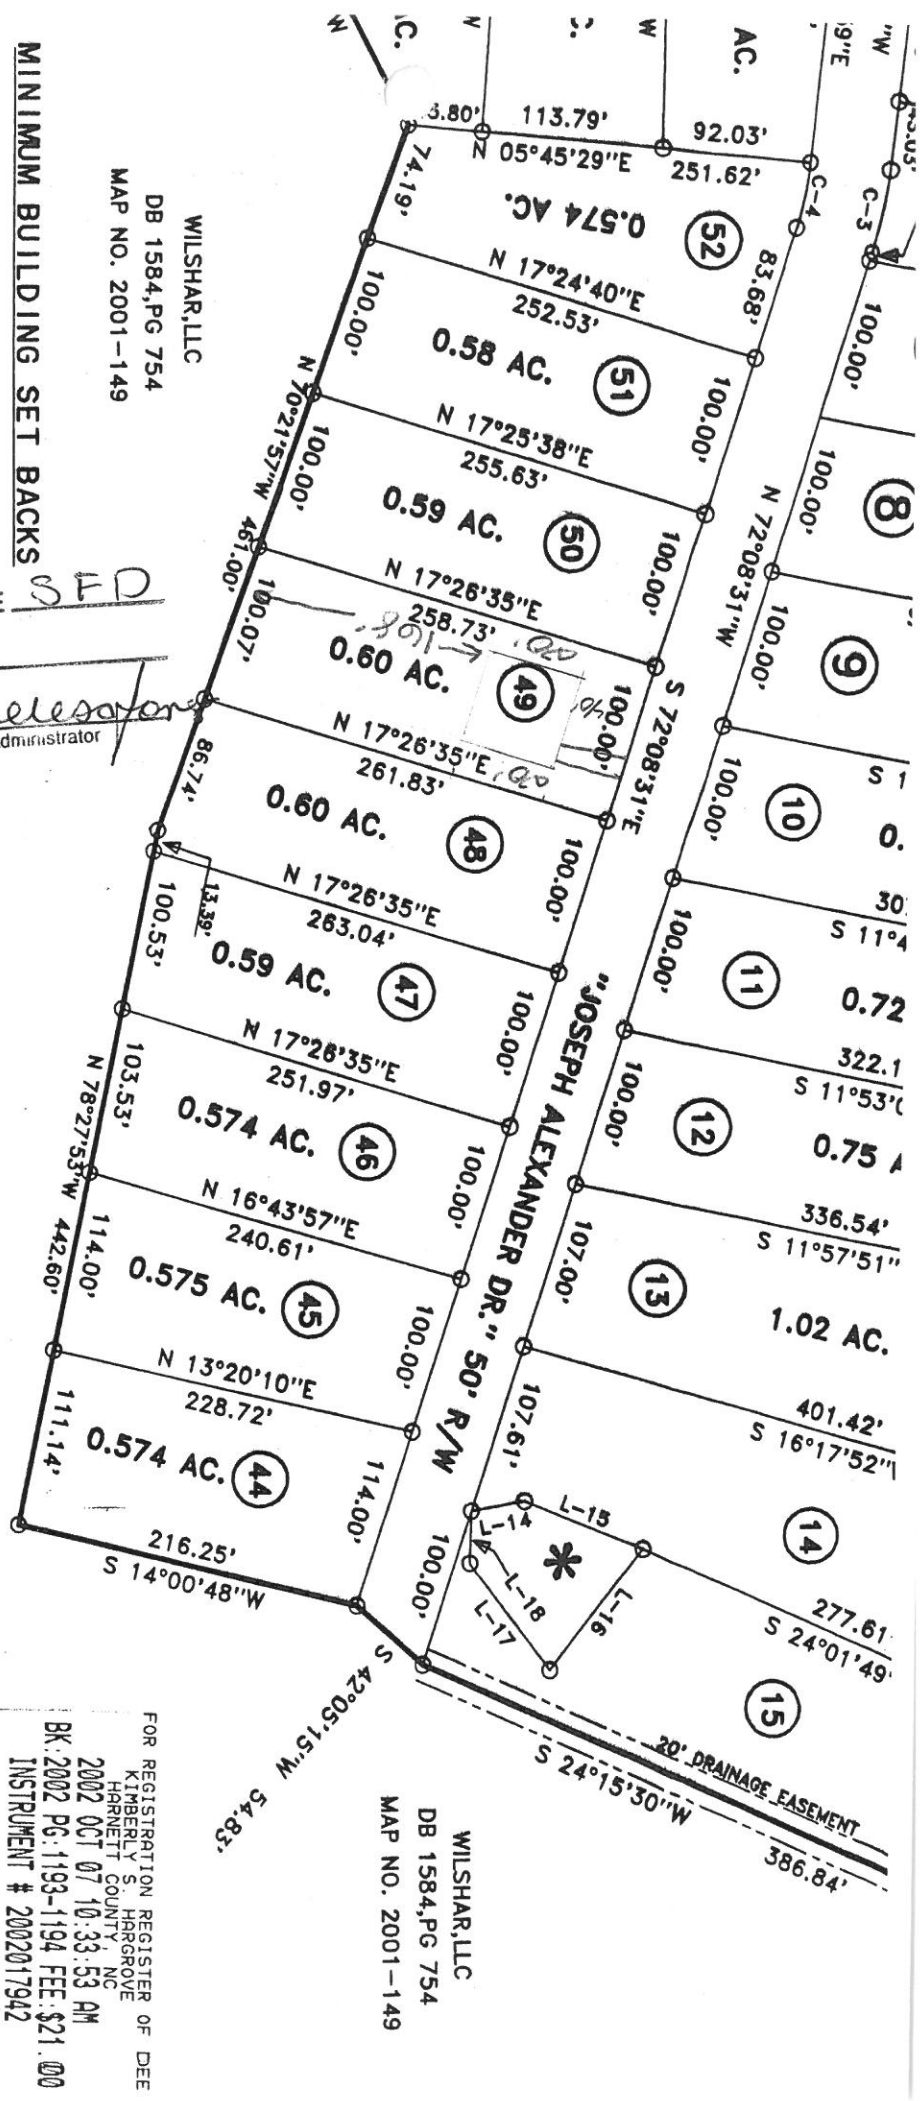 "W
143.03'
C-3
100.00'
100.00'
N 72°08'31"W
100.00'
100.00'
100.00'
100.00'
107.00'
107.61'
100.00'
8
9
S 1
10
0.
S 11°4
11
0.72
322.1
S 11°53'0
12
0.75 A
336.54'
S 11°57'51"
13
1.02 AC.
401.42'
S 16°17'52"
14
277.61
S 24°01'49
15
L-14
L-15
L-16
L-17
L-18
*
20' DRAINAGE EASEMENT
S 24°15'30"W
386.84'
"JOSEPH ALEXANDER DR." 50' R/W
S 72°08'31"E
AC.
92.03'
251.62'
113.79'
N 05°45'29"E
C-4
83.68'
52
0.574 AC.
74.19'
N 17°24'40"E
252.53'
100.00'
51
0.58 AC.
100.00'
N 17°25'38"E
255.63'
100.00'
50
0.59 AC.
100.00'
N 17°26'35"E
258.73'
100.00'
49
0.60 AC.
168'
40'
100.07'
N 17°26'35"E
261.83'
100.00'
48
0.60 AC.
86.74'
13.39'
N 17°26'35"E
263.04'
100.00'
47
0.59 AC.
100.53'
N 17°26'35"E
251.97'
100.00'
46
0.574 AC.
103.53'
N 16°43'57"E
240.61'
100.00'
45
0.575 AC.
114.00'
N 13°20'10"E
228.72'
114.00'
44
0.574 AC.
111.14'
216.25'
S 14°00'48"W
S 42°05'15"W 54.83'
N 70°21'57"W 461.00'
N 78°27'53"W 442.60'
WILSHAR,LLC
DB 1584,PG 754
MAP NO. 2001-149
WILSHAR,LLC
DB 1584,PG 754
MAP NO. 2001-149
MINIMUM BUILDING SET BACKS
SFD
dministrator
FOR REGISTRATION REGISTER OF DEE
KIMBERLY S. HARGROVE
HARNETT COUNTY, NC
2002 OCT 07 10:33:53 AM
BK:2002 PG:1193-1194 FEE:$21.00
INSTRUMENT # 2002017942